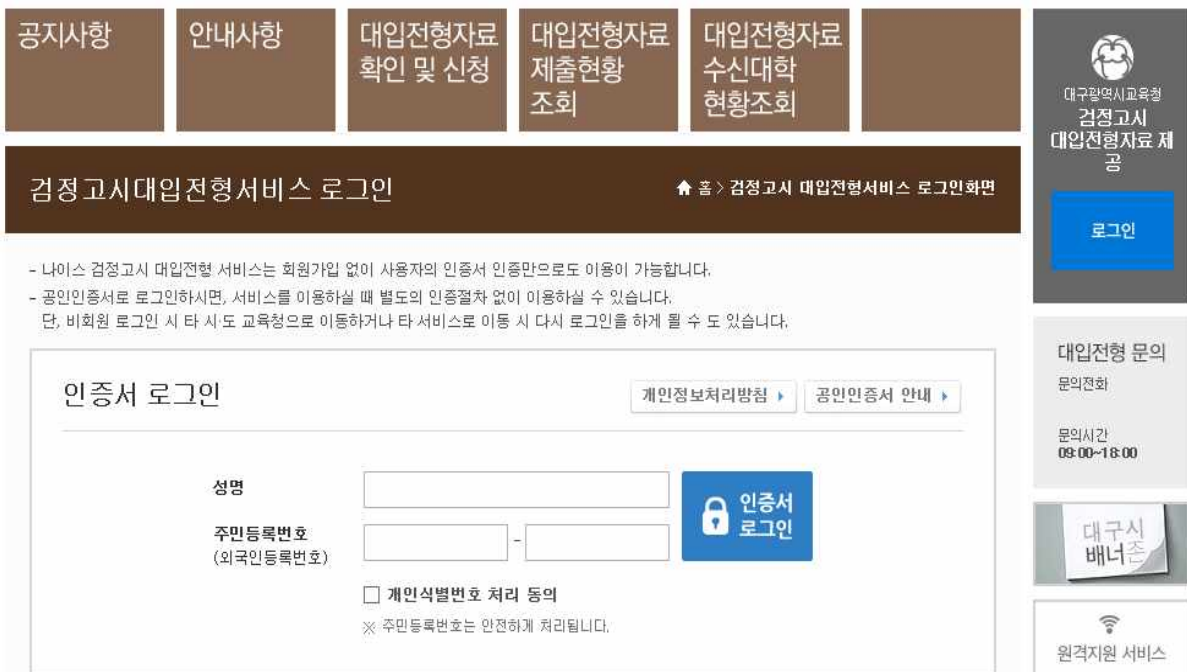 공지사항
안내사항
대입전형자료
확인 및 신청
대입전형자료
제출현황
조회
대입전형자료
수신대학
현황조회
대구광역시교육청
검정고시
대입전형자료 제
공
로그인
검정고시대입전형서비스 로그인
홈 > 검정고시 대입전형서비스 로그인화면
- 나이스 검정고시 대입전형 서비스는 회원가입 없이 사용자의 인증서 인증만으로도 이용이 가능합니다.
- 공인인증서로 로그인하시면, 서비스를 이용하실 때 별도의 인증절차 없이 이용하실 수 있습니다.
단, 비회원 로그인 시 타 시·도 교육청으로 이동하거나 타 서비스로 이동 시 다시 로그인을 하게 될 수 도 있습니다.
인증서 로그인
개인정보처리방침
공인인증서 안내
성명
주민등록번호
(외국인등록번호)
-
인증서
로그인
개인식별번호 처리 동의
※ 주민등록번호는 안전하게 처리됩니다.
대입전형 문의
문의전화
문의시간
09:00~18:00
대구시
배너존
원격지원 서비스